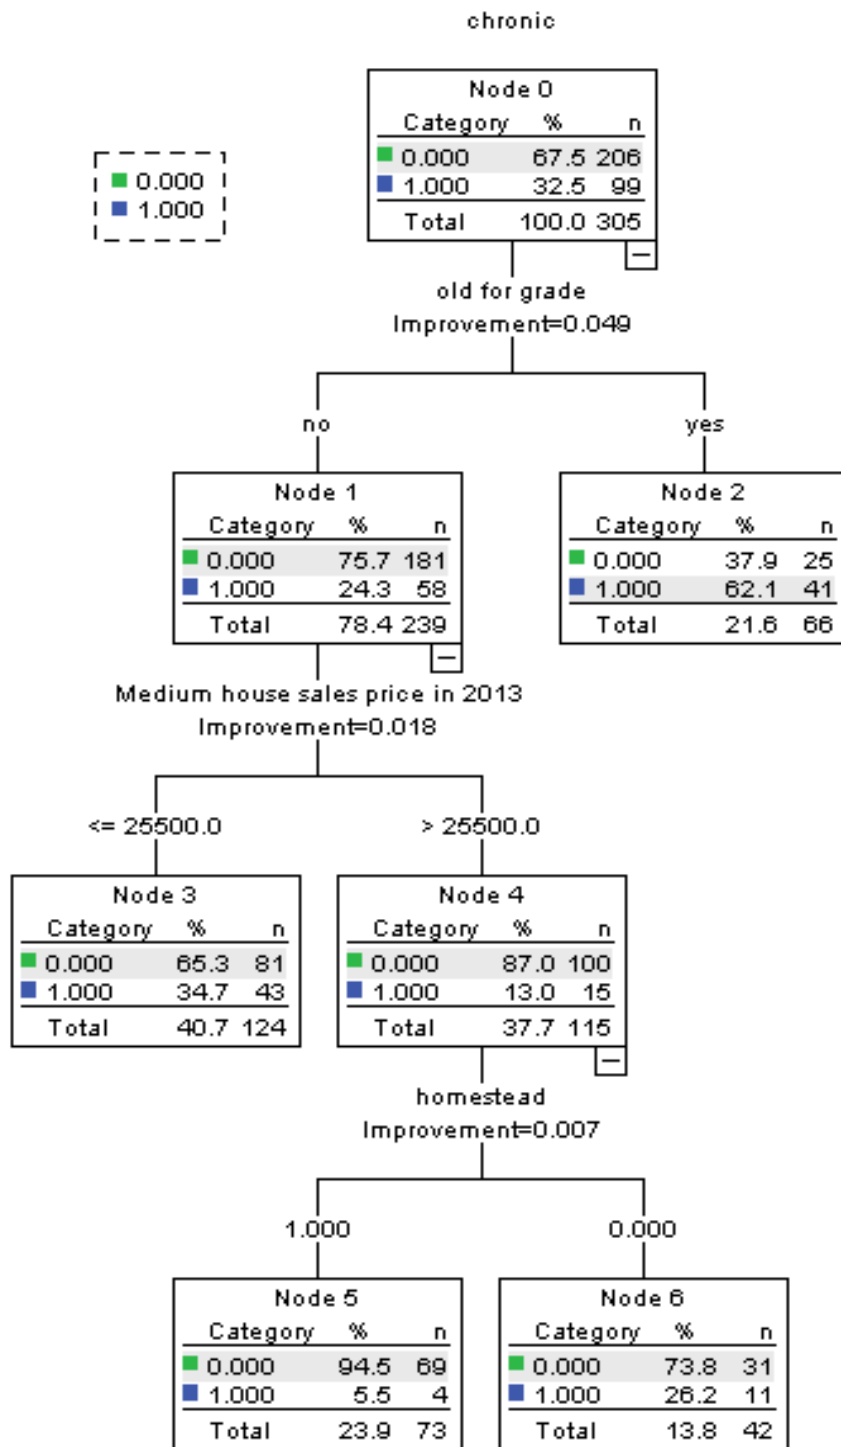 chronic
0.000
1.000
Node 0
Category % n
0.000 67.5 206
1.000 32.5 99
Total 100.0 305
old for grade
Improvement=0.049
no
yes
Node 1
Category % n
0.000 75.7 181
1.000 24.3 58
Total 78.4 239
Node 2
Category % n
0.000 37.9 25
1.000 62.1 41
Total 21.6 66
Medium house sales price in 2013
Improvement=0.018
<= 25500.0
> 25500.0
Node 3
Category % n
0.000 65.3 81
1.000 34.7 43
Total 40.7 124
Node 4
Category % n
0.000 87.0 100
1.000 13.0 15
Total 37.7 115
homestead
Improvement=0.007
1.000
0.000
Node 5
Category % n
0.000 94.5 69
1.000 5.5 4
Total 23.9 73
Node 6
Category % n
0.000 73.8 31
1.000 26.2 11
Total 13.8 42